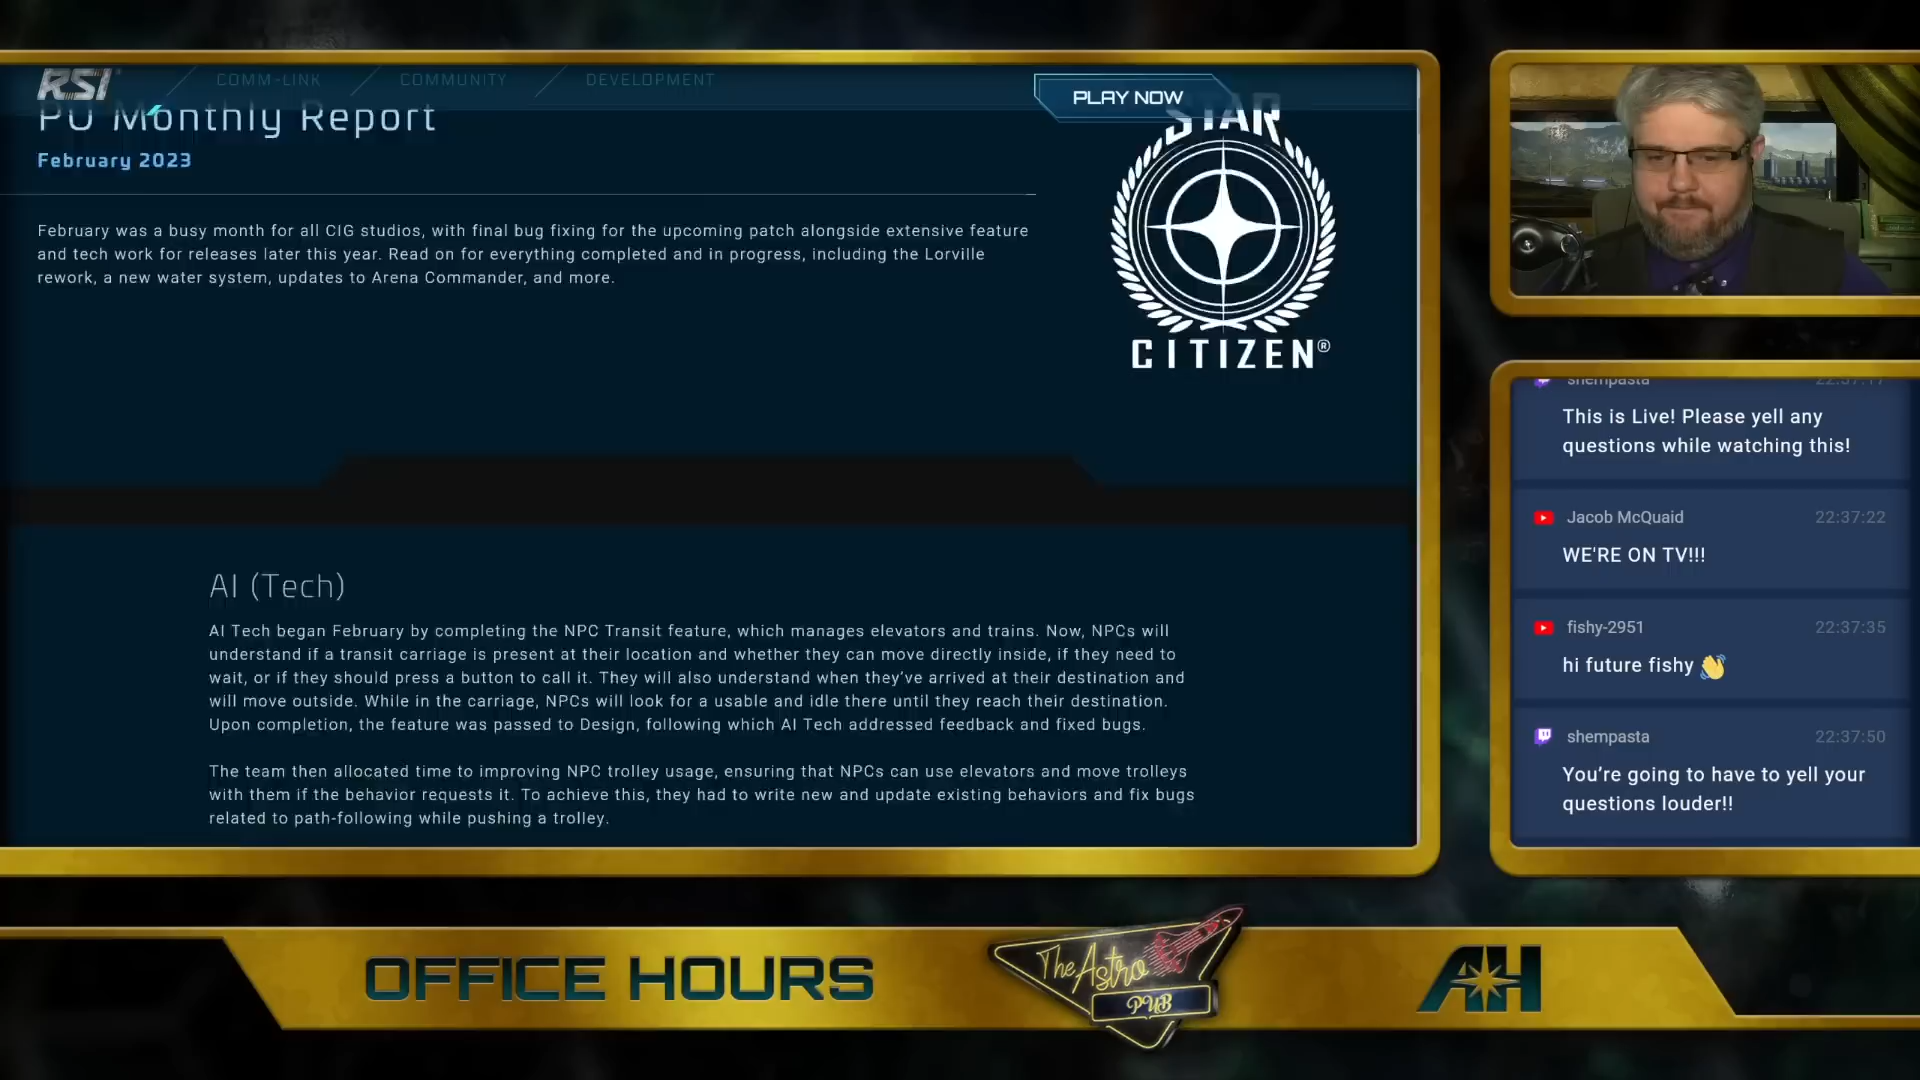 RSI
COMM-LINK
COMMUNITY
DEVELOPMENT
PLAY NOW
PU Monthly Report
February 2023
February was a busy month for all CIG studios, with final bug fixing for the upcoming patch alongside extensive feature
and tech work for releases later this year. Read on for everything completed and in progress, including the Lorville
rework, a new water system, updates to Arena Commander, and more.
STAR
CITIZEN®
AI (Tech)
AI Tech began February by completing the NPC Transit feature, which manages elevators and trains. Now, NPCs will
understand if a transit carriage is present at their location and whether they can move directly inside, if they need to
wait, or if they should press a button to call it. They will also understand when they've arrived at their destination and
will move outside. While in the carriage, NPCs will look for a usable and idle there until they reach their destination.
Upon completion, the feature was passed to Design, following which AI Tech addressed feedback and fixed bugs.
The team then allocated time to improving NPC trolley usage, ensuring that NPCs can use elevators and move trolleys
with them if the behavior requests it. To achieve this, they had to write new and update existing behaviors and fix bugs
related to path-following while pushing a trolley.
shempasta 22:37:17
This is Live! Please yell any
questions while watching this!
Jacob McQuaid 22:37:22
WE'RE ON TV!!!
fishy-2951 22:37:35
hi future fishy 👋
shempasta 22:37:50
You're going to have to yell your
questions louder!!
OFFICE HOURS
The Astro
PUB
AH